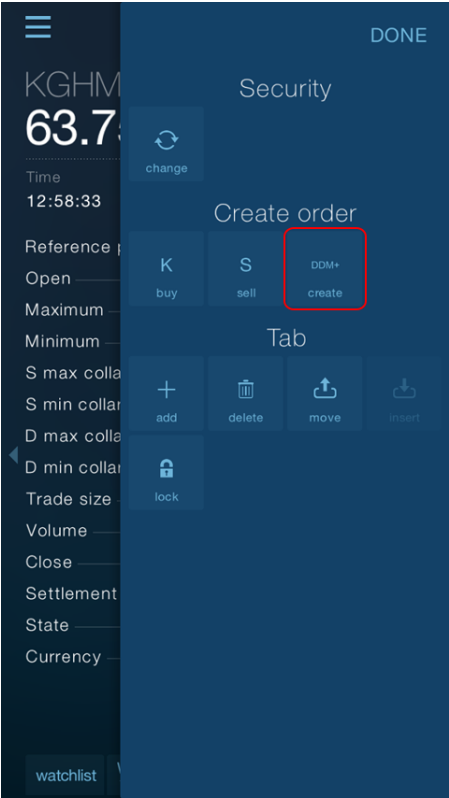 DONE
KGHM
63.7
Time
12:58:33
Reference
Open
Maximum
Minimum
S max colla
S min collar
D max colla
D min collar
Trade size
Volume
Close
Settlement
State
Currency
watchlist
Security
change
Create order
K
buy
S
sell
DDM+
create
Tab
add
delete
move
insert
lock